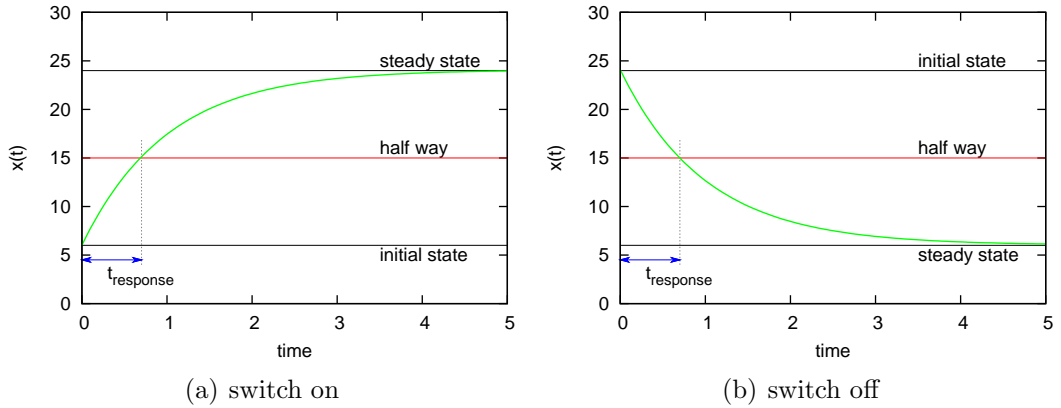 30
25
20
15
10
5
0
x(t)
steady state
half way
initial state
t_response
0 1 2 3 4 5
time
(a) switch on
30
25
20
15
10
5
0
x(t)
initial state
half way
steady state
t_response
0 1 2 3 4 5
time
(b) switch off